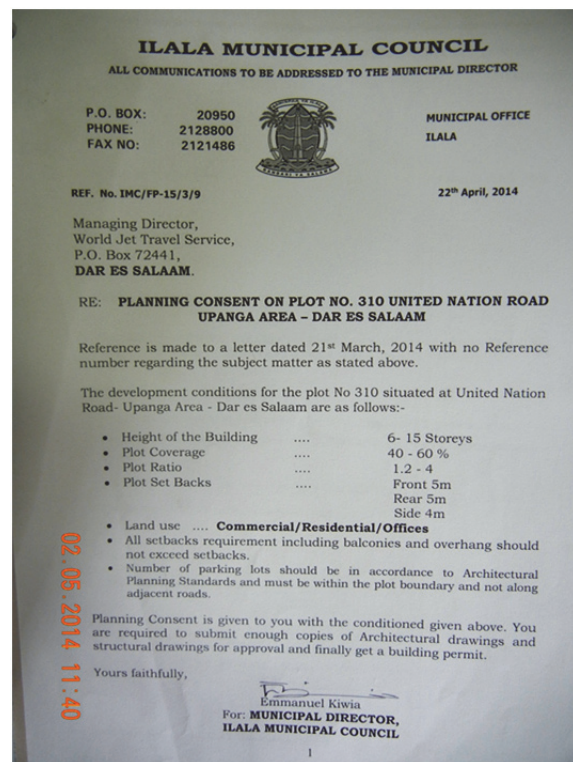 ILALA MUNICIPAL COUNCIL
ALL COMMUNICATIONS TO BE ADDRESSED TO THE MUNICIPAL DIRECTOR
P.O. BOX: 20950
PHONE: 2128800
FAX NO: 2121486
MUNICIPAL OFFICE
ILALA
REF. No. IMC/FP-15/3/9
22th April, 2014
Managing Director,
World Jet Travel Service,
P.O. Box 72441,
DAR ES SALAAM.
RE: PLANNING CONSENT ON PLOT NO. 310 UNITED NATION ROAD
UPANGA AREA – DAR ES SALAAM
Reference is made to a letter dated 21st March, 2014 with no Reference
number regarding the subject matter as stated above.
The development conditions for the plot No 310 situated at United Nation
Road- Upanga Area - Dar es Salaam are as follows:-
• Height of the Building .... 6- 15 Storeys
• Plot Coverage .... 40 - 60 %
• Plot Ratio .... 1.2 - 4
• Plot Set Backs .... Front 5m
Rear 5m
Side 4m
• Land use .... Commercial/Residential/Offices
• All setbacks requirement including balconies and overhang should
not exceed setbacks.
• Number of parking lots should be in accordance to Architectural
Planning Standards and must be within the plot boundary and not along
adjacent roads.
Planning Consent is given to you with the conditioned given above. You
are required to submit enough copies of Architectural drawings and
structural drawings for approval and finally get a building permit.
Yours faithfully,
Emmanuel Kiwia
For: MUNICIPAL DIRECTOR,
ILALA MUNICIPAL COUNCIL
1
02.05.2014 11:40